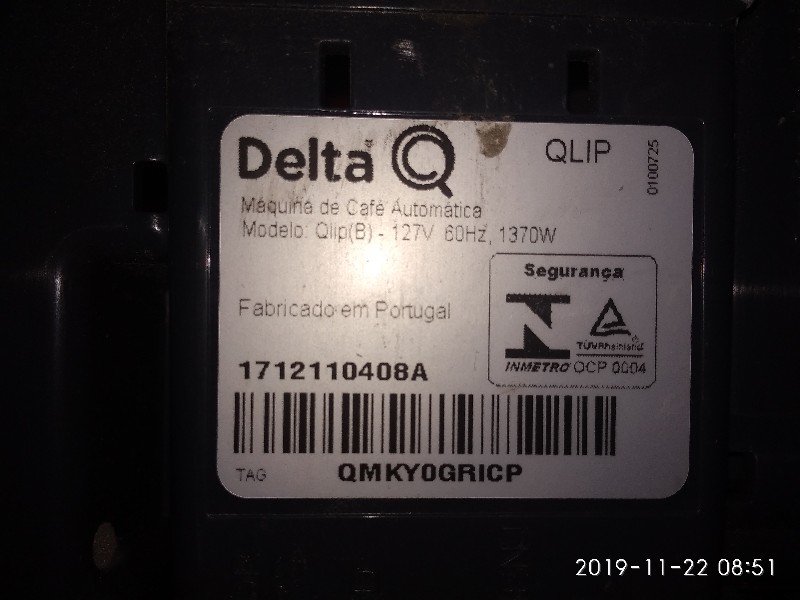 Delta Q
QLIP
0100725
Máquina de Café Automática
Modelo: Qlip(B) - 127V 60Hz, 1370W
Segurança
Fabricado em Portugal
TÜVRheinland
INMETRO OCP 0004
1712110408A
TAG
QMKY0GRICP
2019-11-22 08:51